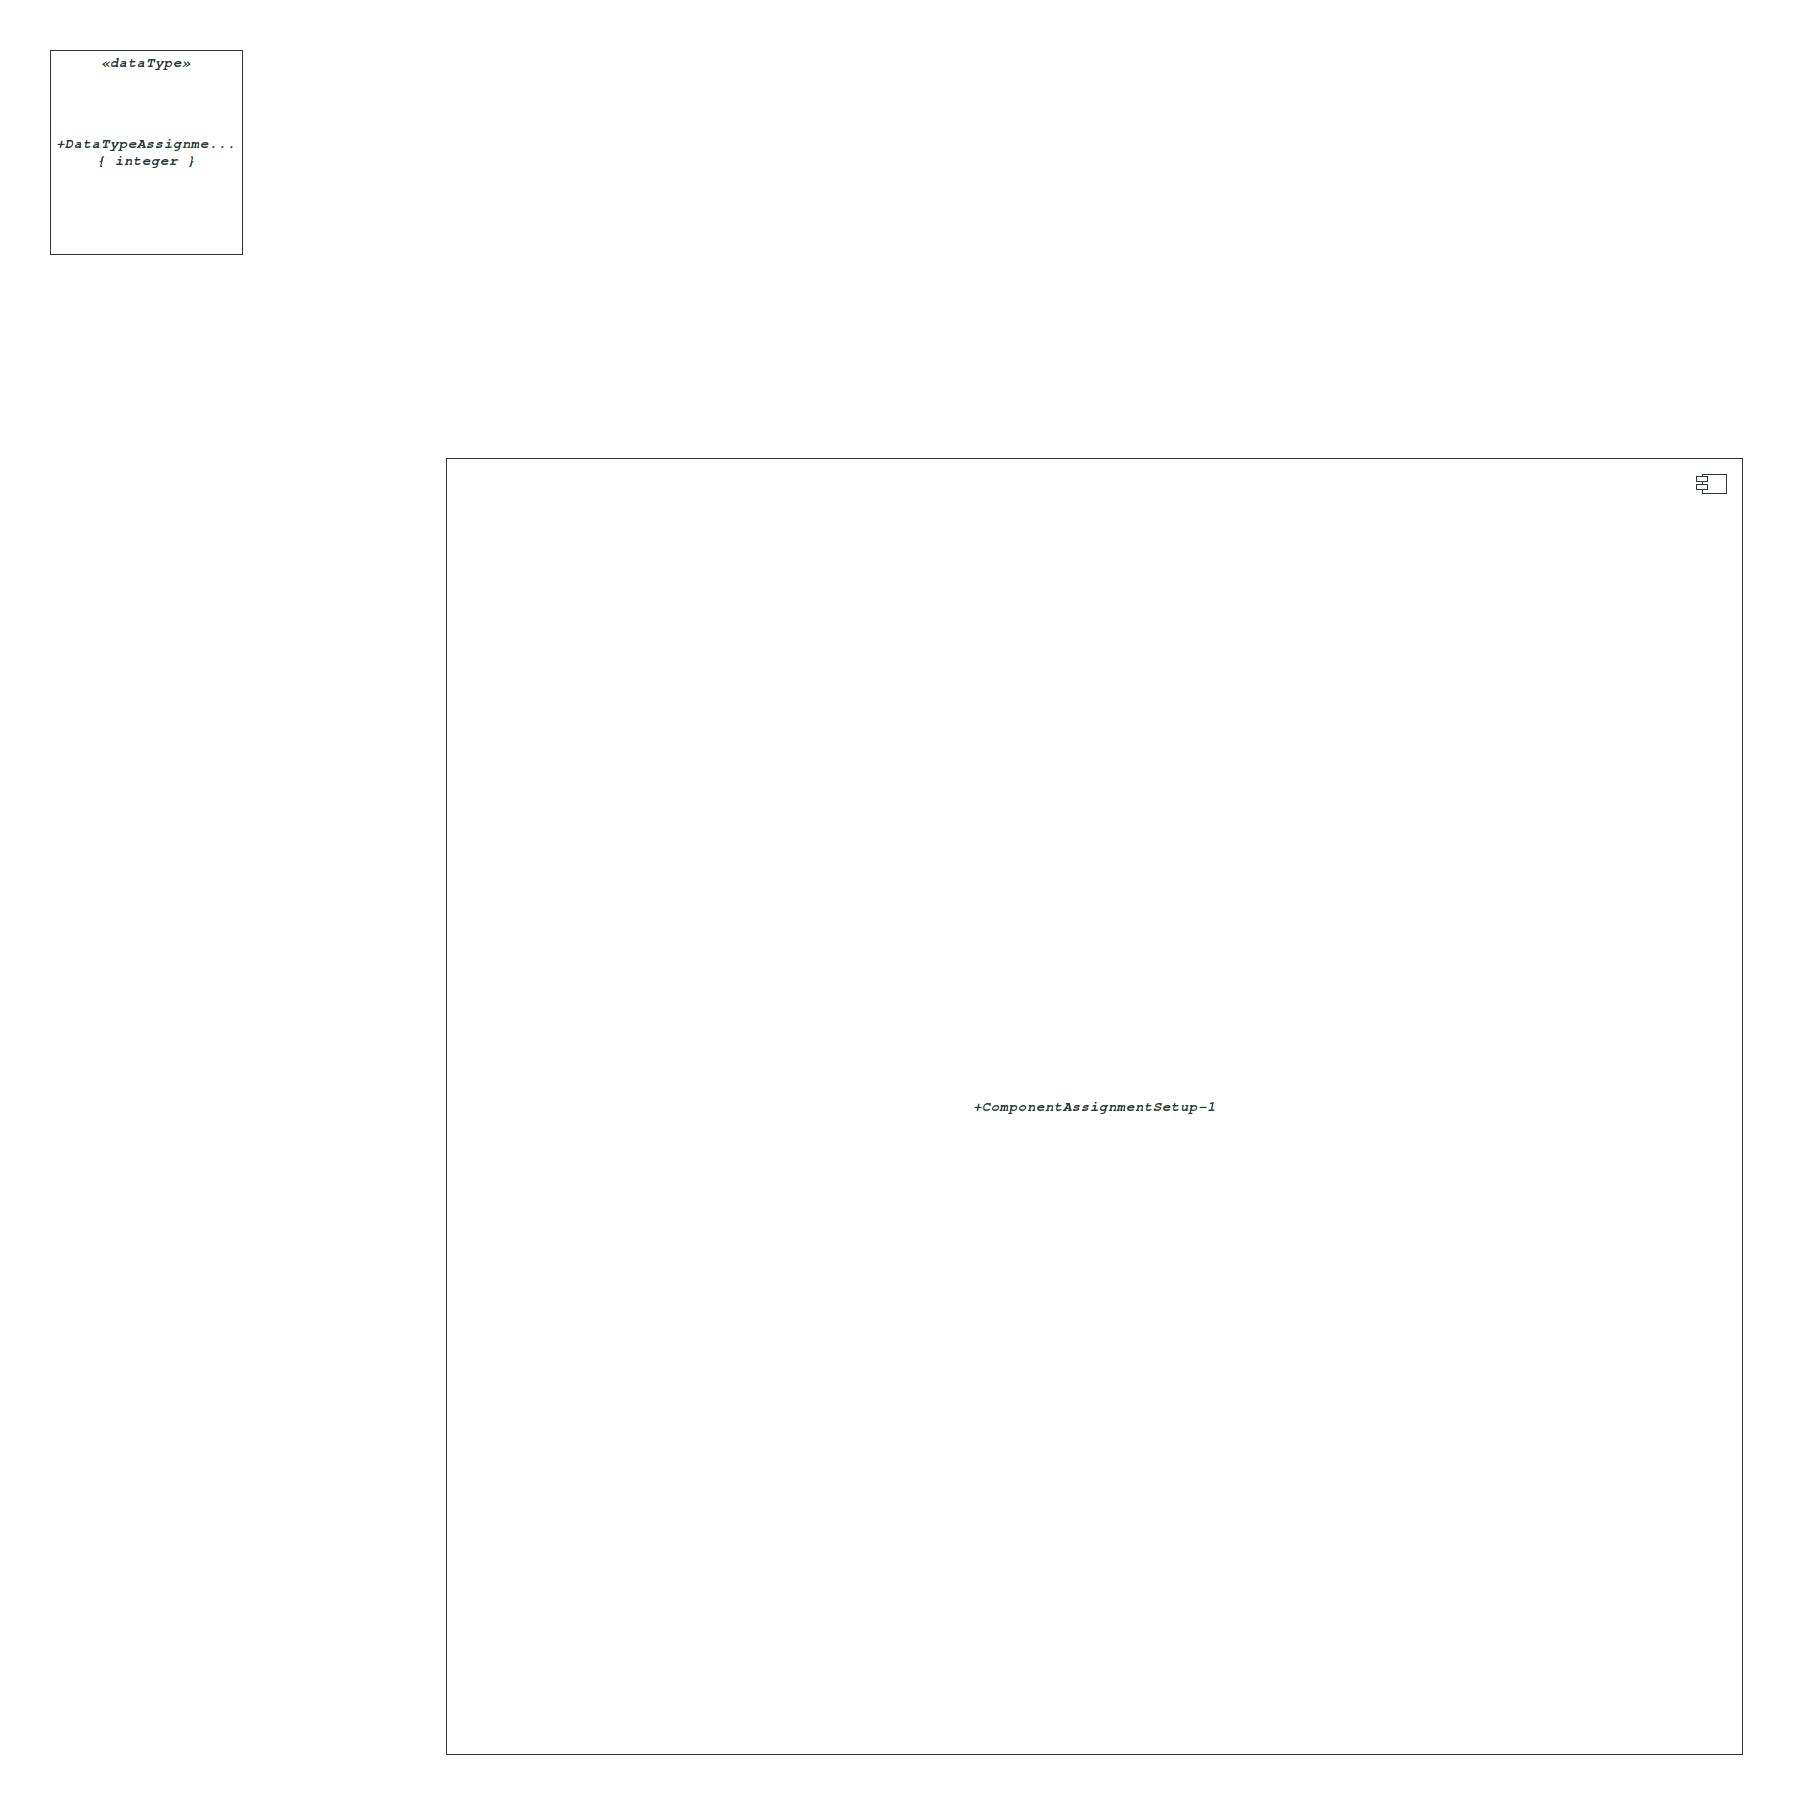 «dataType»
+DataTypeAssignme...
{ integer }
+ComponentAssignmentSetup-1